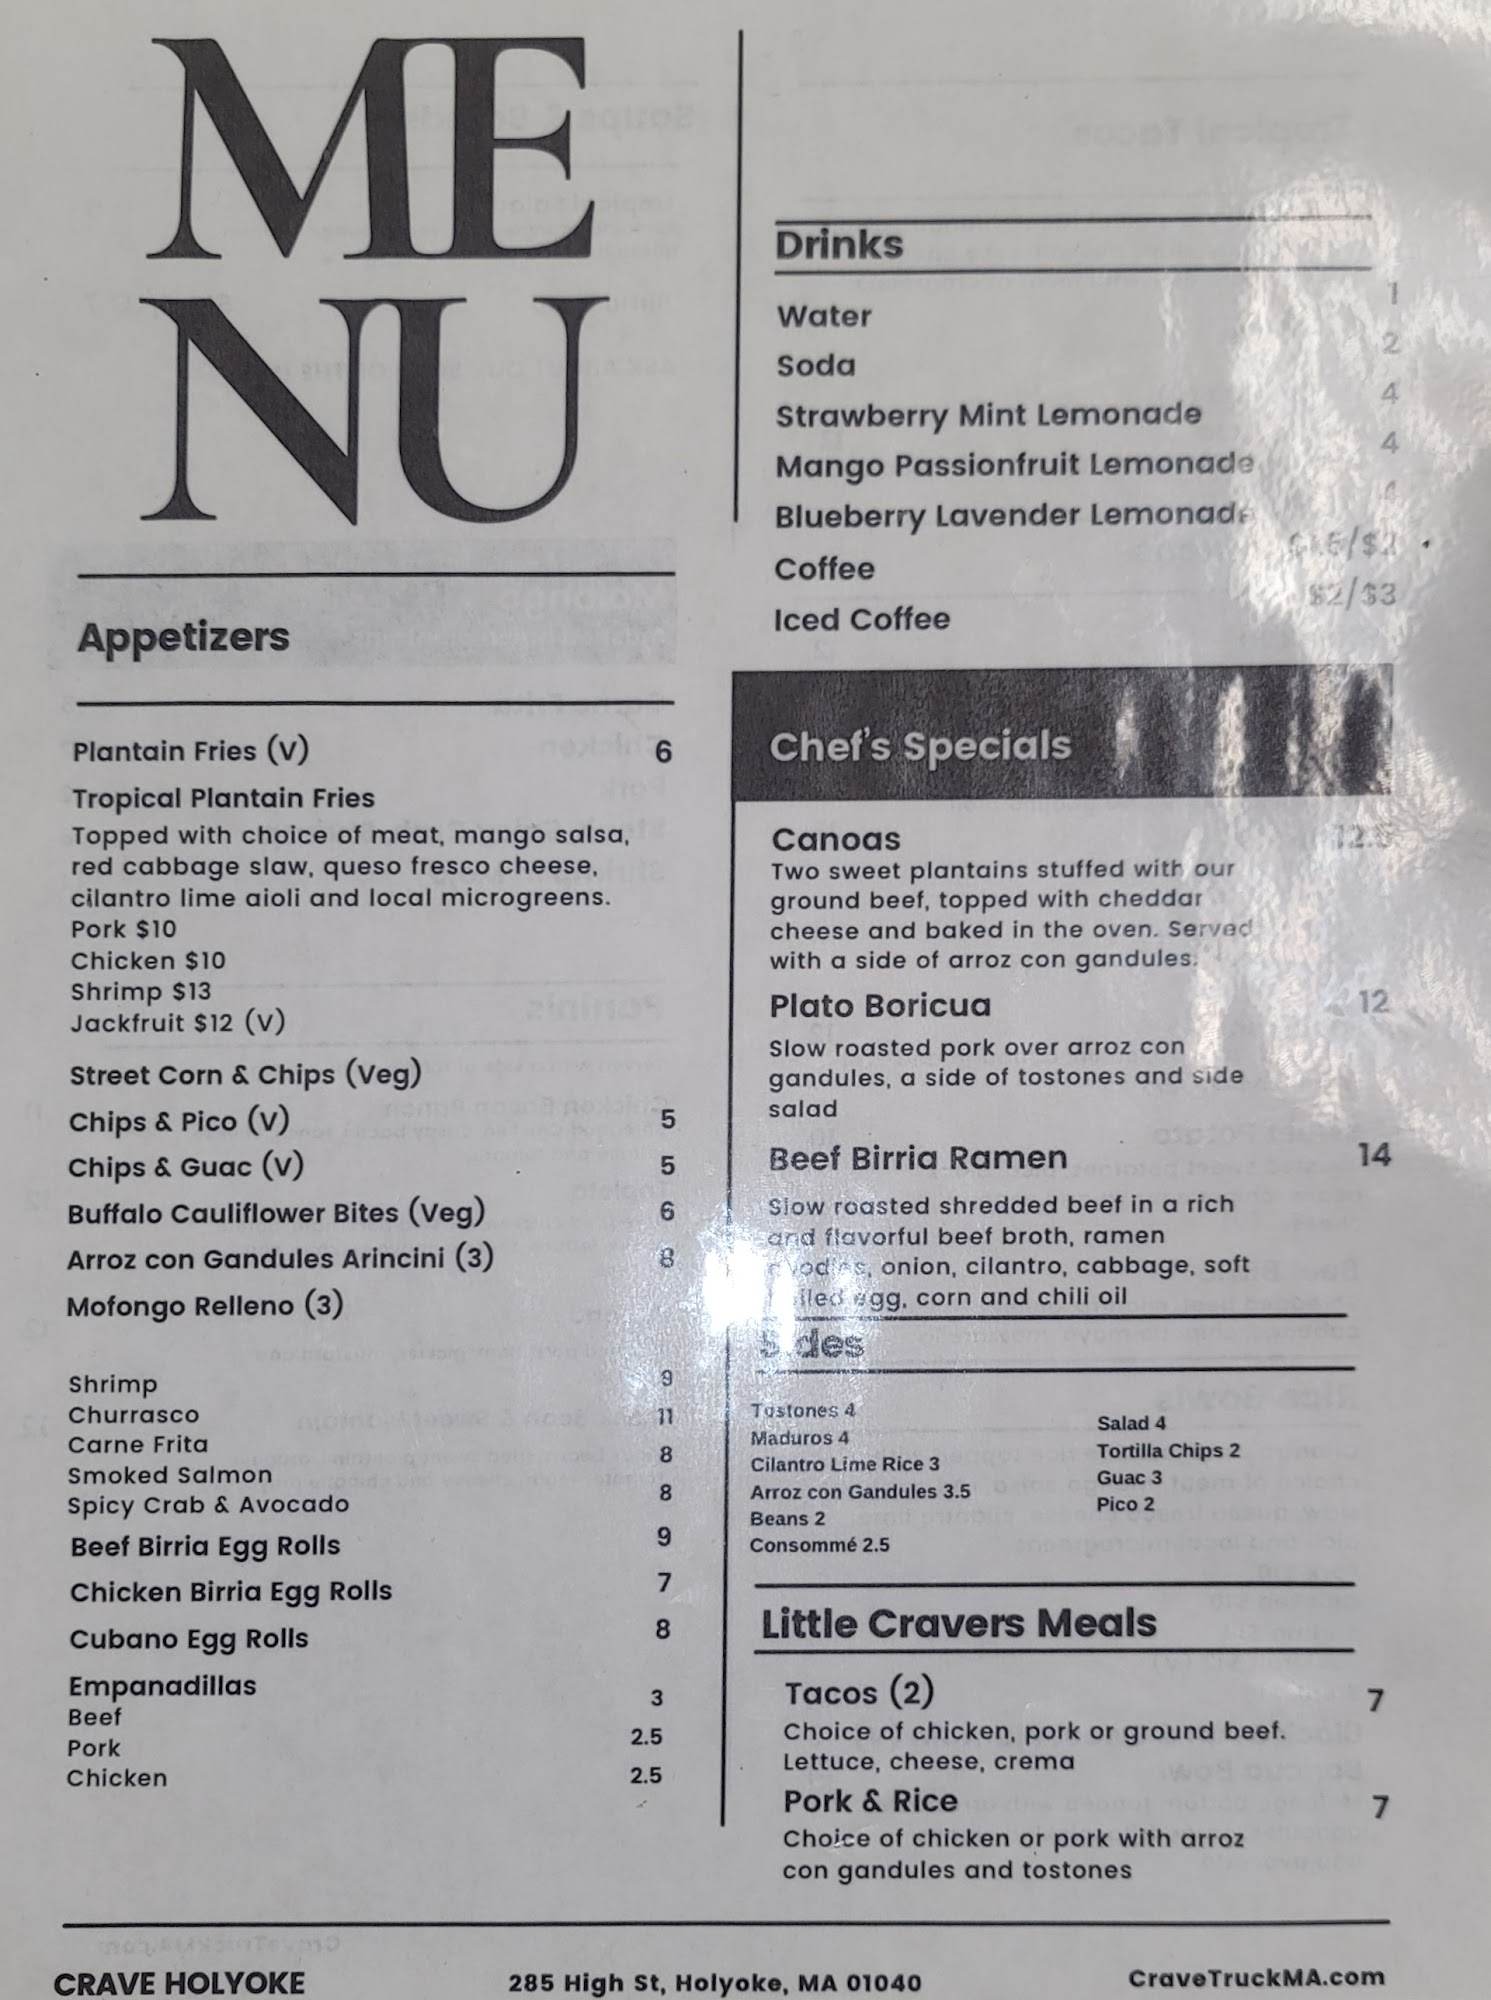 ME
NU
Appetizers
Plantain Fries (V) 6
Tropical Plantain Fries
Topped with choice of meat, mango salsa,
red cabbage slaw, queso fresco cheese,
cilantro lime aioli and local microgreens.
Pork $10
Chicken $10
Shrimp $13
Jackfruit $12 (V)
Street Corn & Chips (Veg)
Chips & Pico (V) 5
Chips & Guac (V) 5
Buffalo Cauliflower Bites (Veg) 6
Arroz con Gandules Arincini (3) 8
Mofongo Relleno (3)
Shrimp 9
Churrasco 11
Carne Frita 8
Smoked Salmon
Spicy Crab & Avocado 8
Beef Birria Egg Rolls 9
Chicken Birria Egg Rolls 7
Cubano Egg Rolls 8
Empanadillas
Beef 3
Pork 2.5
Chicken 2.5
Drinks
Water 1
Soda 2
Strawberry Mint Lemonade 4
Mango Passionfruit Lemonade 4
Blueberry Lavender Lemonade 4
Coffee
Iced Coffee $2/$3
Chef's Specials
Canoas
Two sweet plantains stuffed with our
ground beef, topped with cheddar
cheese and baked in the oven. Served
with a side of arroz con gandules.
Plato Boricua 12
Slow roasted pork over arroz con
gandules, a side of tostones and side
salad
Beef Birria Ramen 14
Slow roasted shredded beef in a rich
and flavorful beef broth, ramen
noodles, onion, cilantro, cabbage, soft
egg, corn and chili oil
Sides
Tostones 4
Maduros 4
Cilantro Lime Rice 3
Arroz con Gandules 3.5
Beans 2
Consommé 2.5
Salad 4
Tortilla Chips 2
Guac 3
Pico 2
Little Cravers Meals
Tacos (2) 7
Choice of chicken, pork or ground beef.
Lettuce, cheese, crema
Pork & Rice 7
Choice of chicken or pork with arroz
con gandules and tostones
CRAVE HOLYOKE 285 High St, Holyoke, MA 01040 CraveTruckMA.com